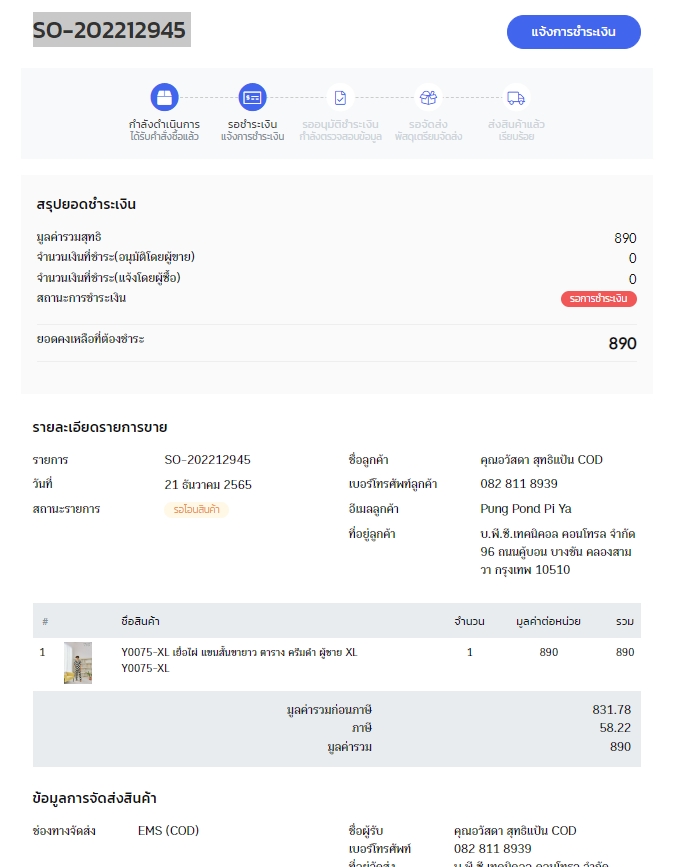 SO-202212945
แจ้งการชำระเงิน
กำลังดำเนินการ
ได้รับคำสั่งซื้อแล้ว
รอชำระเงิน
แจ้งการชำระเงิน
รออนุมัติชำระเงิน
กำลังตรวจสอบข้อมูล
รอจัดส่ง
พัสดุเตรียมจัดส่ง
ส่งสินค้าแล้ว
เรียบร้อย
สรุปยอดชำระเงิน
มูลค่ารวมสุทธิ 890
จำนวนเงินที่ชำระ(อนุมัติโดยผู้ขาย) 0
จำนวนเงินที่ชำระ(แจ้งโดยผู้ซื้อ) 0
สถานะการชำระเงิน รอการชำระเงิน
ยอดคงเหลือที่ต้องชำระ 890
รายละเอียดรายการขาย
รายการ SO-202212945
วันที่ 21 ธันวาคม 2565
สถานะรายการ รอโอนสินค้า
ชื่อลูกค้า คุณอวัสดา สุทธิแป้น COD
เบอร์โทรศัพท์ลูกค้า 082 811 8939
อีเมลลูกค้า Pung Pond Pi Ya
ที่อยู่ลูกค้า บ.พี.ซี.เทคนิคอล คอนโทรล จำกัด
96 ถนนคู้บอน บางชัน คลองสาม
วา กรุงเทพ 10510
# ชื่อสินค้า จำนวน มูลค่าต่อหน่วย รวม
1 Y0075-XL เยื่อไผ่ แขนสั้นขายาว ตาราง ครีมดำ ผู้ชาย XL 1 890 890
Y0075-XL
มูลค่ารวมก่อนภาษี 831.78
ภาษี 58.22
มูลค่ารวม 890
ข้อมูลการจัดส่งสินค้า
ช่องทางจัดส่ง EMS (COD)
ชื่อผู้รับ คุณอวัสดา สุทธิแป้น COD
เบอร์โทรศัพท์ 082 811 8939
ที่อยู่จัดส่ง บ.พี.ซี.เทคนิคอล คอนโทรล จำกัด